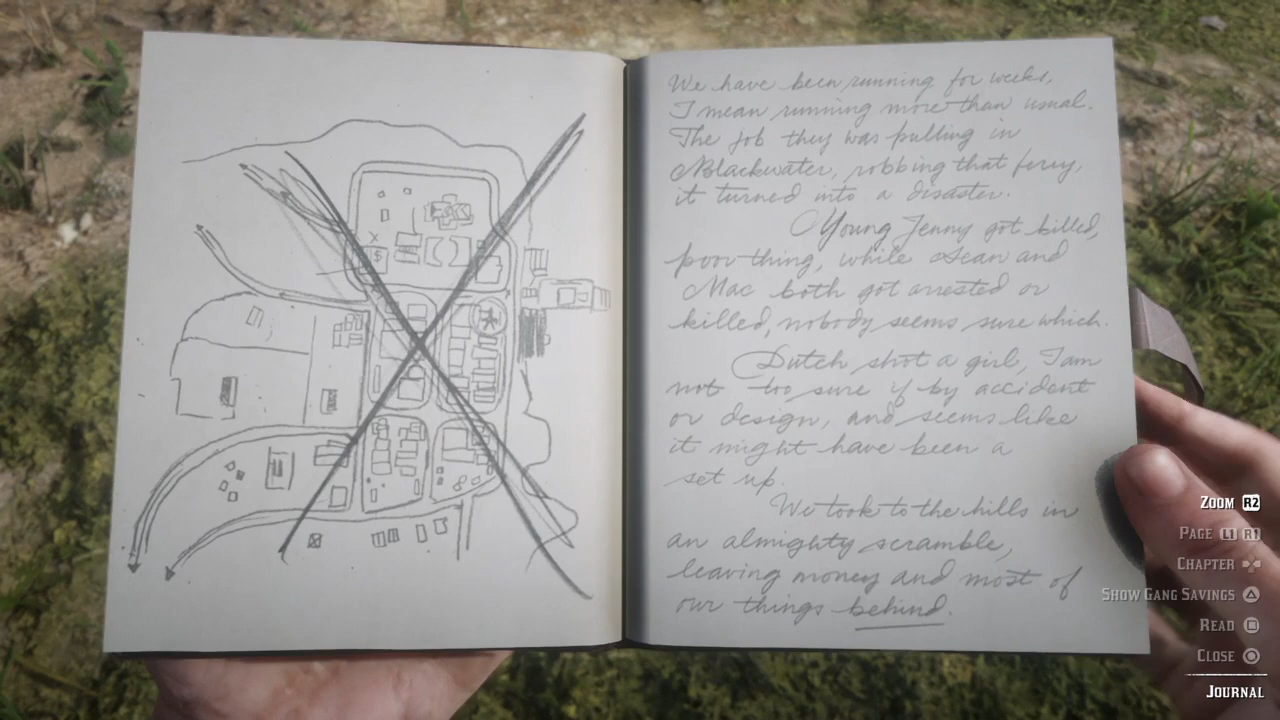 We have been running for weeks,
I mean running more than usual.
The job they was pulling in
Blackwater, robbing that ferry,
it turned into a disaster.
Young Jenny got killed,
poor thing, while Sean and
Mac both got arrested or
killed, nobody seems sure which.
Dutch shot a girl, I am
not too sure if by accident
or design, and seems like
it might have been a
set up.
We took to the hills in
an almighty scramble,
leaving money and most of
our things behind.
X
$
ZOOM R2
PAGE L1 R1
CHAPTER
SHOW GANG SAVINGS
READ
CLOSE
JOURNAL